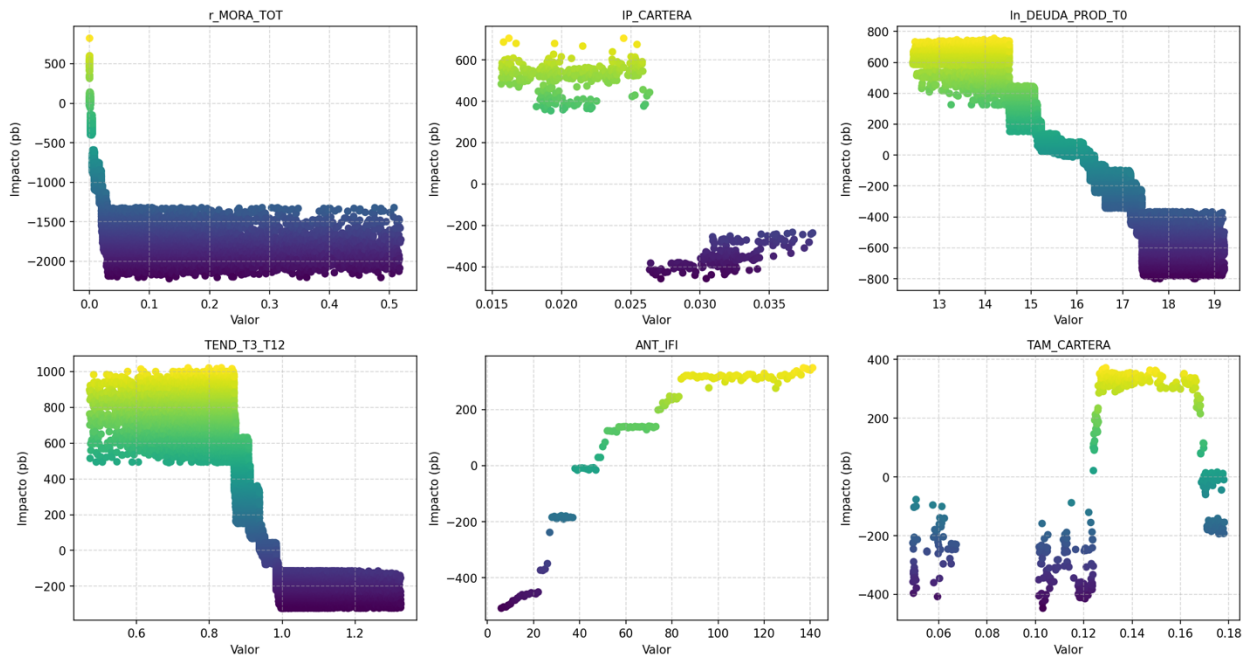 r_MORA_TOT
Impacto (pb)
500
0
−500
−1000
−1500
−2000
0.0 0.1 0.2 0.3 0.4 0.5
Valor
IP_CARTERA
Impacto (pb)
600
400
200
0
−200
−400
0.015 0.020 0.025 0.030 0.035
Valor
ln_DEUDA_PROD_T0
Impacto (pb)
800
600
400
200
0
−200
−400
−600
−800
13 14 15 16 17 18 19
Valor
TEND_T3_T12
Impacto (pb)
1000
800
600
400
200
0
−200
0.6 0.8 1.0 1.2
Valor
ANT_IFI
Impacto (pb)
200
0
−200
−400
0 20 40 60 80 100 120 140
Valor
TAM_CARTERA
Impacto (pb)
400
300
200
100
0
−100
−200
−300
−400
0.06 0.08 0.10 0.12 0.14 0.16 0.18
Valor